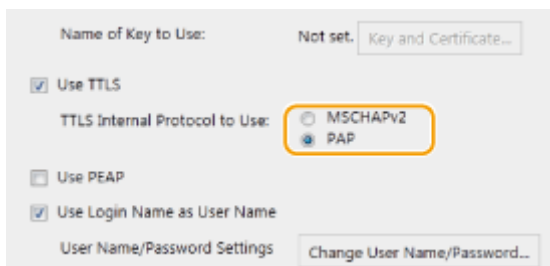 Name of Key to Use: Not set. Key and Certificate...
Use TTLS
TTLS Internal Protocol to Use: MSCHAPv2
PAP
Use PEAP
Use Login Name as User Name
User Name/Password Settings Change User Name/Password...